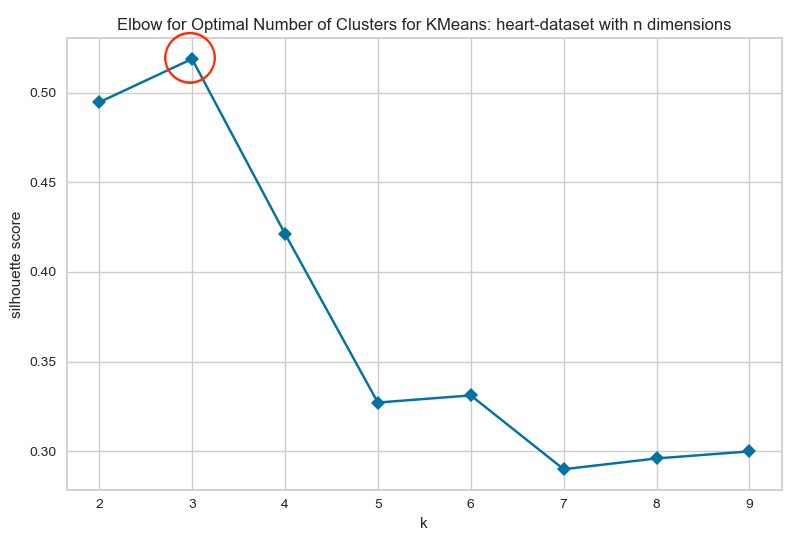 Elbow for Optimal Number of Clusters for KMeans: heart-dataset with n dimensions
0.50
0.45
0.40
0.35
0.30
silhouette score
2 3 4 5 6 7 8 9
k